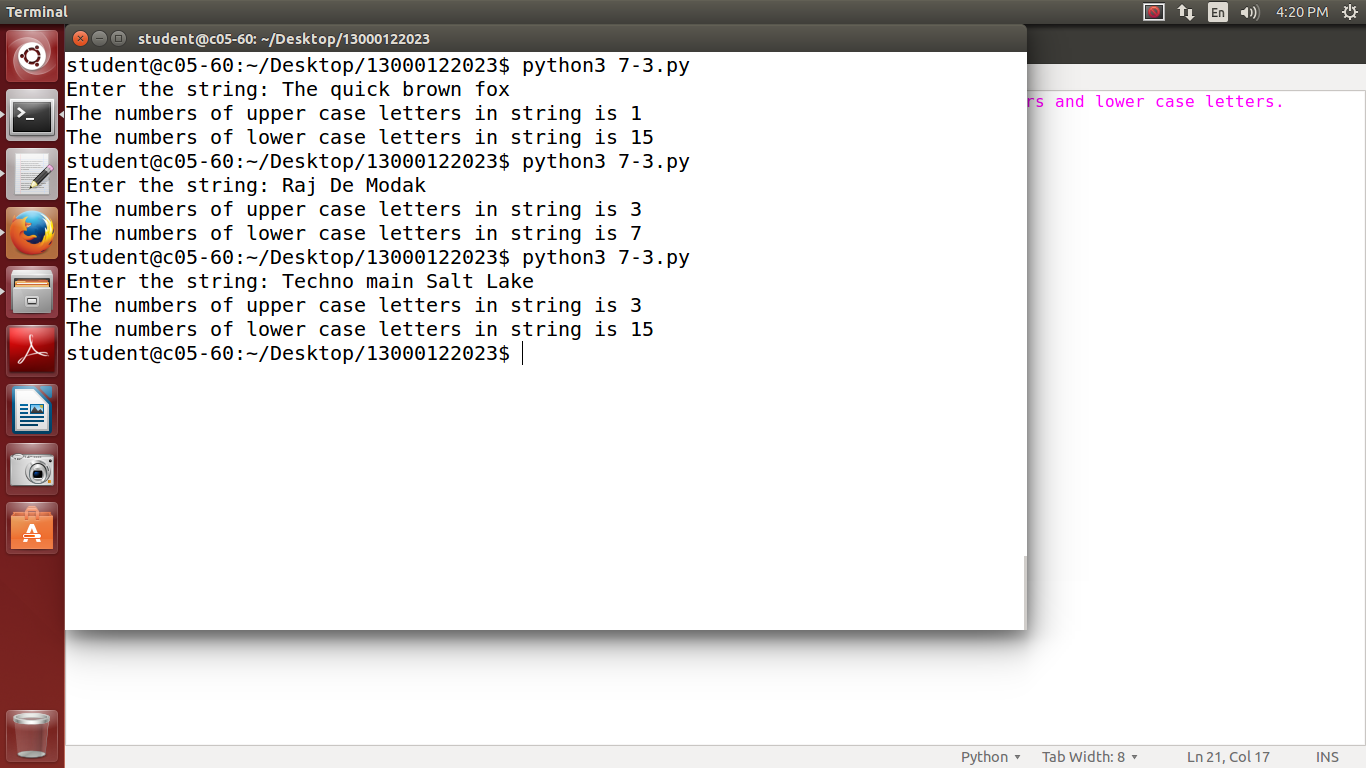 Terminal
En
4:20 PM
student@c05-60: ~/Desktop/13000122023
student@c05-60:~/Desktop/13000122023$ python3 7-3.py
Enter the string: The quick brown fox
The numbers of upper case letters in string is 1
The numbers of lower case letters in string is 15
student@c05-60:~/Desktop/13000122023$ python3 7-3.py
Enter the string: Raj De Modak
The numbers of upper case letters in string is 3
The numbers of lower case letters in string is 7
student@c05-60:~/Desktop/13000122023$ python3 7-3.py
Enter the string: Techno main Salt Lake
The numbers of upper case letters in string is 3
The numbers of lower case letters in string is 15
student@c05-60:~/Desktop/13000122023$
rs and lower case letters.
Python Tab Width: 8 Ln 21, Col 17 INS